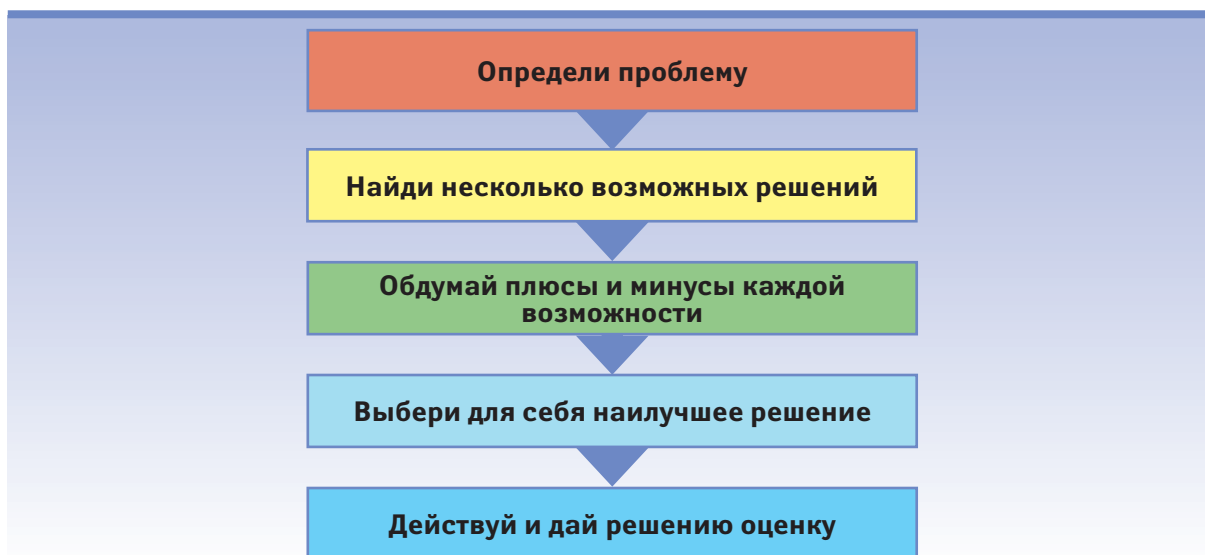 Определи проблему
Найди несколько возможных решений
Обдумай плюсы и минусы каждой
возможности
Выбери для себя наилучшее решение
Действуй и дай решению оценку